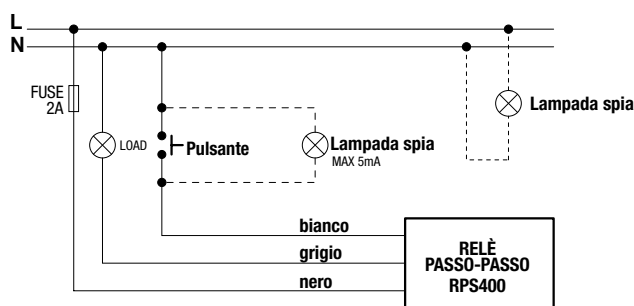 L
N
FUSE
2A
LOAD
Pulsante
Lampada spia
MAX 5mA
Lampada spia
bianco
grigio
nero
RELÈ
PASSO-PASSO
RPS400